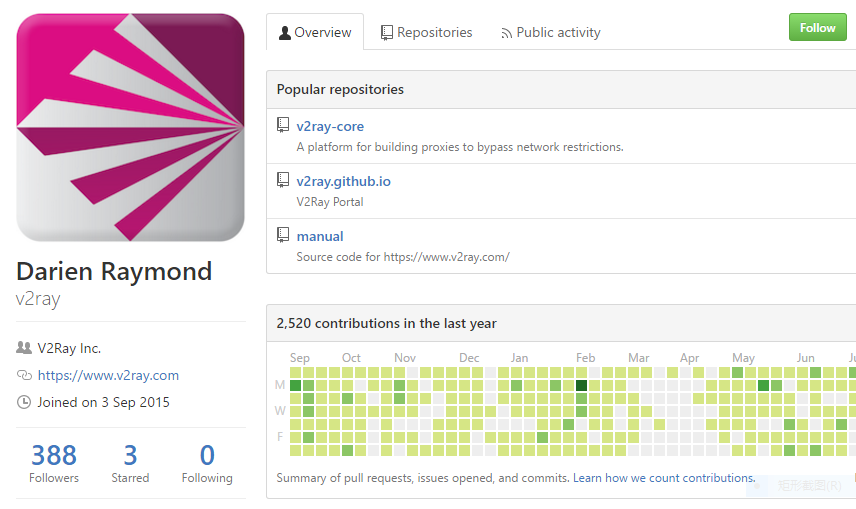 Overview
Repositories
Public activity
Follow
Popular repositories
v2ray-core
A platform for building proxies to bypass network restrictions.
v2ray.github.io
V2Ray Portal
manual
Source code for https://www.v2ray.com/
Darien Raymond
v2ray
V2Ray Inc.
https://www.v2ray.com
Joined on 3 Sep 2015
388 3 0
Followers Starred Following
2,520 contributions in the last year
Sep Oct Nov Dec Jan Feb Mar Apr May Jun
M
W
F
Summary of pull requests, issues opened, and commits. Learn how we count contributions.
矩形截图(R)